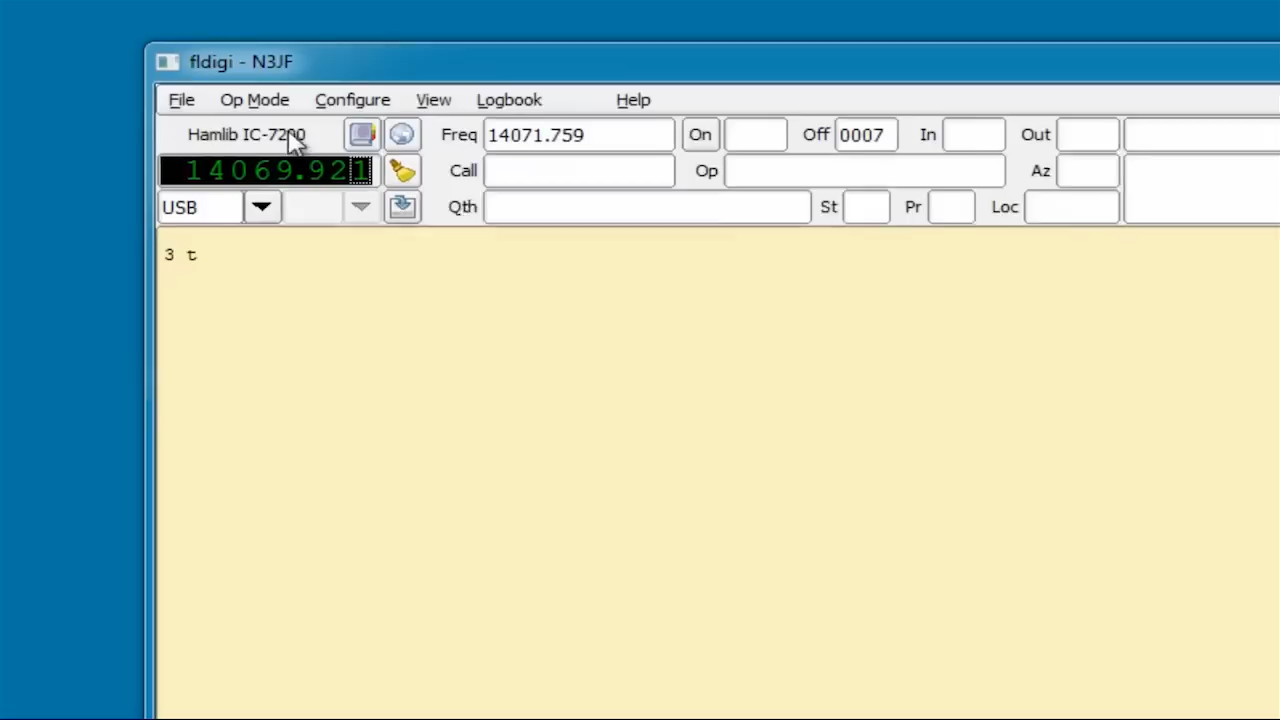 fldigi - N3JF
File Op Mode Configure View Logbook Help
Hamlib IC-7200 Freq 14071.759 On Off 0007 In Out
14069.921 Call Op Az
USB Qth St Pr Loc
3 t